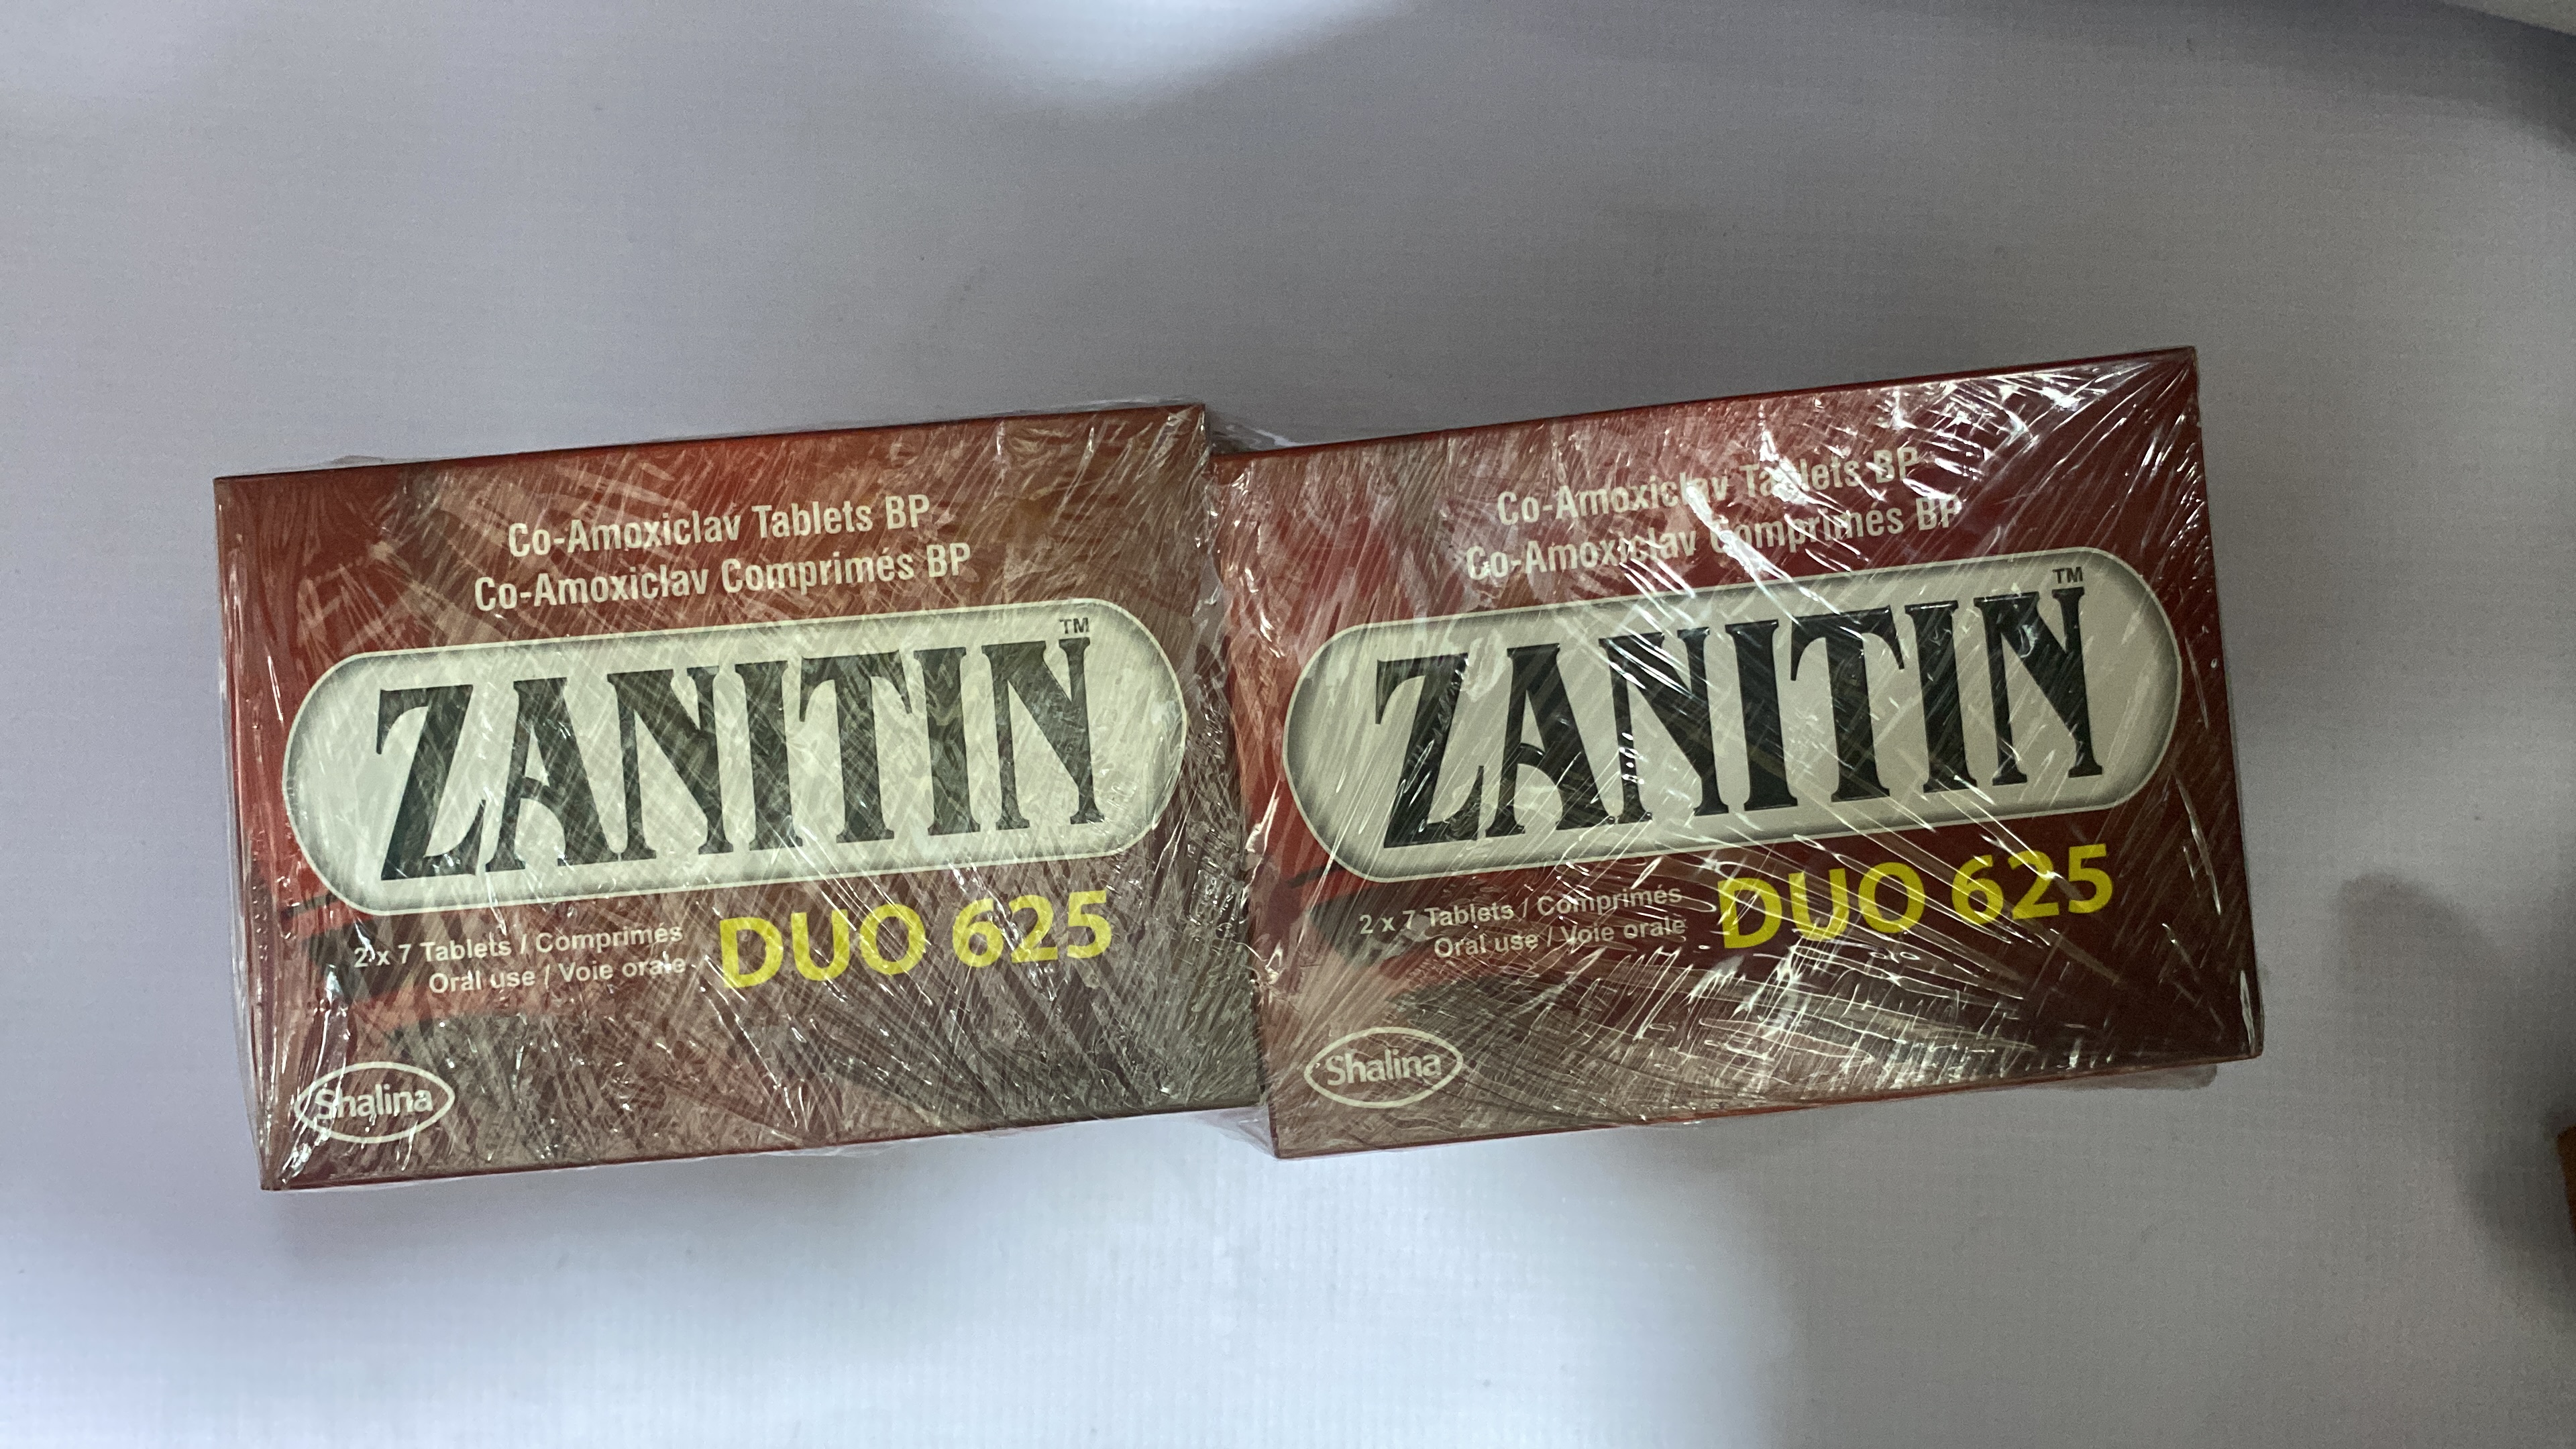 Co-Amoxiclav Tablets BP
Co-Amoxiclav Comprimés BP
ZANITIN™
2 x 7 Tablets / Comprimés
Oral use / Voie orale
DUO 625
Shalina
Co-Amoxiclav Tablets BP
Co-Amoxiclav Comprimés BP
ZANITIN™
2 x 7 Tablets / Comprimés
Oral use / Voie orale
DUO 625
Shalina